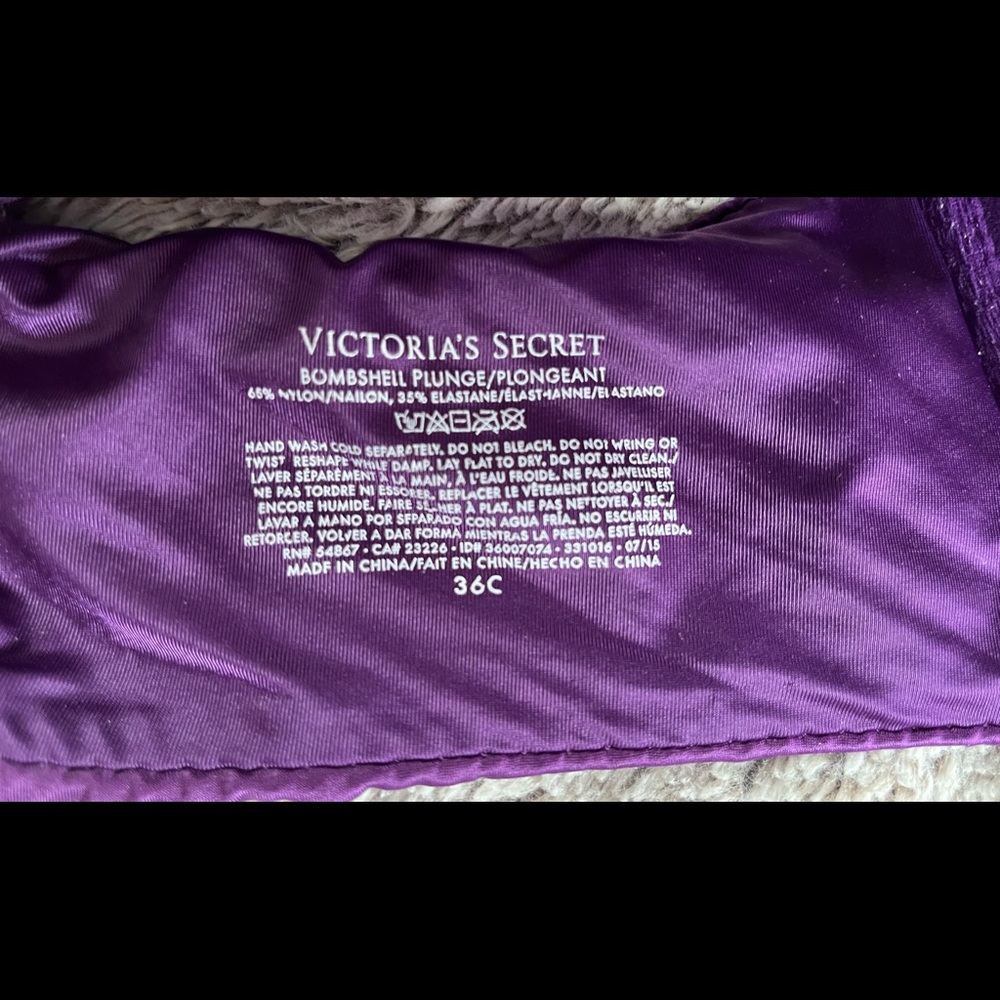 VICTORIA'S SECRET
BOMBSHELL PLUNGE/PLONGEANT
65% NYLON/NAILON, 35% ELASTANE/ÉLASTHANNE/ELASTANO
HAND WASH COLD SEPARATELY. DO NOT BLEACH. DO NOT WRING OR
TWIST RESHAPE WHILE DAMP. LAY FLAT TO DRY. DO NOT DRY CLEAN./
LAVER SÉPARÉMENT À LA MAIN, À L'EAU FROIDE. NE PAS JAVELLISER
NE PAS TORDRE NI ESSORER. REPLACER LE VÊTEMENT LORSQU'IL EST
ENCORE HUMIDE. FAIRE SÉCHER À PLAT. NE PAS NETTOYER À SEC./
LAVAR A MANO POR SEPARADO CON AGUA FRÍA. NO ESCURRIR NI
RETORCER. VOLVER A DAR FORMA MIENTRAS LA PRENDA ESTÉ HÚMEDA.
RN# 54867 • CA# 23226 • ID# 36007074 • 331016 • 07/15
MADE IN CHINA/FAIT EN CHINE/HECHO EN CHINA
36C